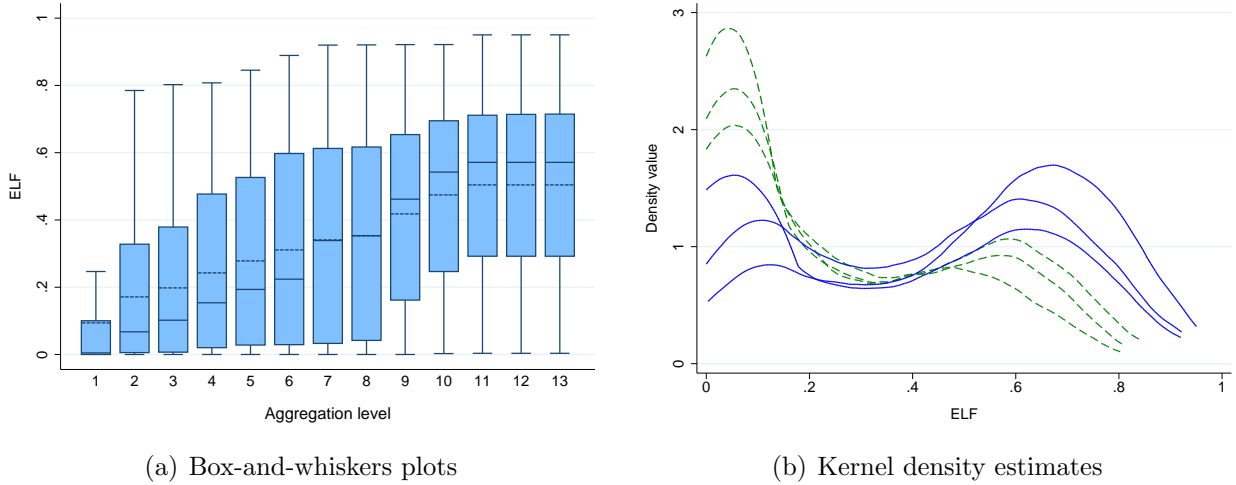 1
.8
.6
.4
.2
0
ELF
1 2 3 4 5 6 7 8 9 10 11 12 13
Aggregation level
(a) Box-and-whiskers plots
3
2
1
0
Density value
0 .2 .4 .6 .8 1
ELF
(b) Kernel density estimates